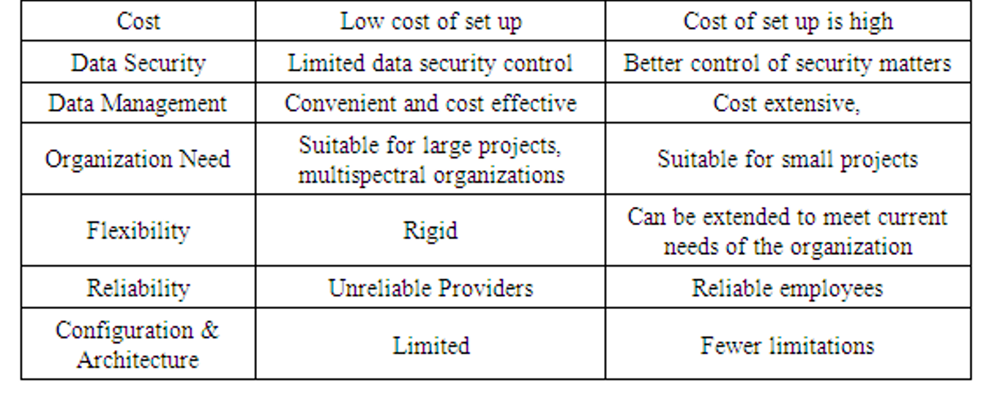 Cost
Low cost of set up
Cost of set up is high
Data Security
Limited data security control
Better control of security matters
Data Management
Convenient and cost effective
Cost extensive,
Organization Need
Suitable for large projects,
multispectral organizations
Suitable for small projects
Flexibility
Rigid
Can be extended to meet current
needs of the organization
Reliability
Unreliable Providers
Reliable employees
Configuration &
Architecture
Limited
Fewer limitations